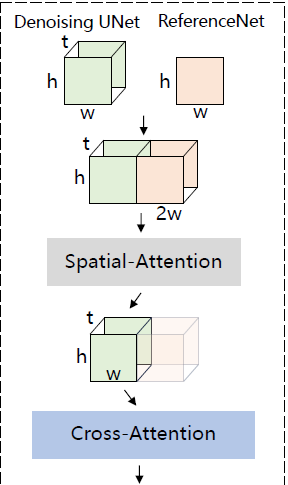 Denoising UNet ReferenceNet
t
h
h
w
w
t
h
2w
Spatial-Attention
t
h
w
Cross-Attention